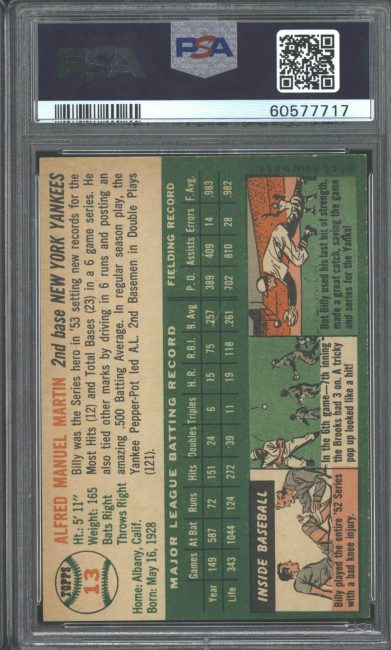 PSA
PSA
60577717
TOPPS
13
ALFRED MANUEL MARTIN 2nd base NEW YORK YANKEES
Ht.: 5' 11"
Weight: 165
Bats Right
Throws Right
Home: Albany, Calif.
Born: May 16, 1928
Billy was the Series hero in '53 setting new records for the
Most Hits (12) and Total Bases (23) in a 6 game series. He
also tied other marks by driving in 6 runs and posting an
amazing .500 Batting Average. In regular season play, the
Yankee Pepper-Pot led A.L. 2nd Basemen in Double Plays
(121).
MAJOR LEAGUE BATTING RECORD FIELDING RECORD
Games At Bat Runs Hits Doubles Triples H.R. R.B.I. B. Avg. P. O. Assists Errors F. Avg.
Year 149 587 72 151 24 6 15 75 .257 389 409 14 .983
Life 343 1044 124 272 39 11 19 118 .261 702 810 28 .982
INSIDE BASEBALL
Billy played the entire '52 Series
with a bad knee injury.
In the 6th game—7th inning
the Brooks had 3 on. A tricky
pop up looked like a hit!
But Billy used his last bit of strength,
made a great catch, saving the game
and series for the Yanks!